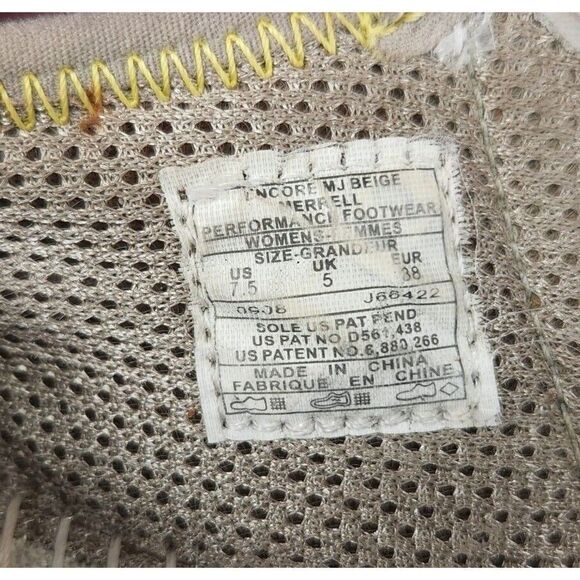 ENCORE MJ BEIGE
MERRELL
PERFORMANCE FOOTWEAR
WOMENS-FEMMES
SIZE-GRANDEUR
US UK EUR
7.5 5 38
09J8 J66422
SOLE US PAT PEND
US PAT NO D561,438
US PATENT NO. 6,880,266
MADE IN CHINA
FABRIQUE EN CHINE